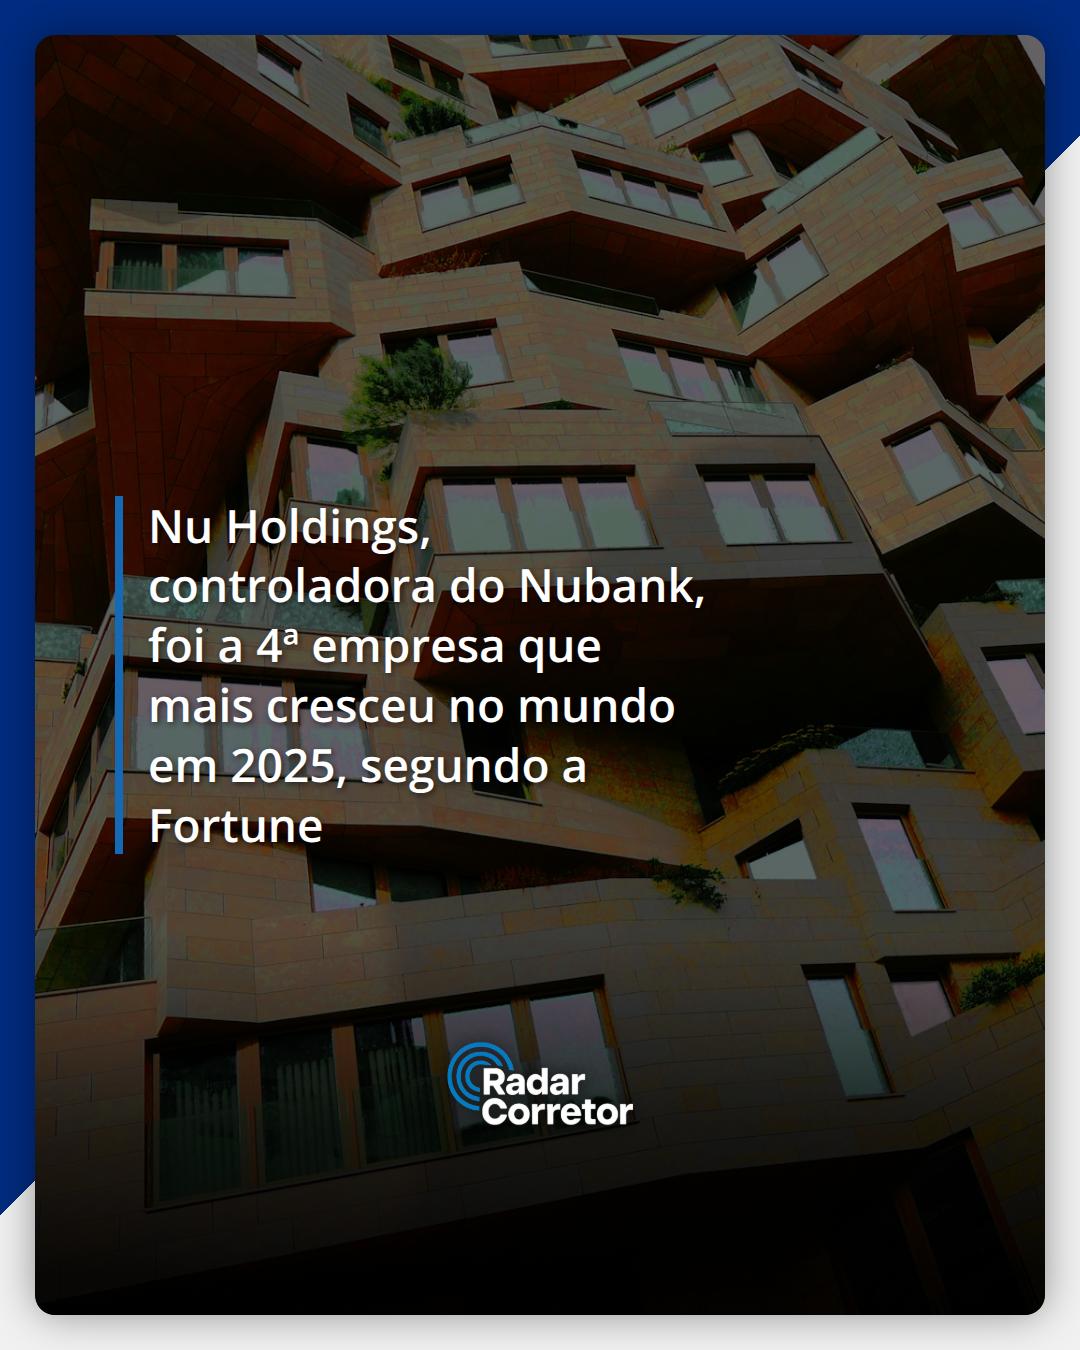 Nu Holdings,
controladora do Nubank,
foi a 4ª empresa que
mais cresceu no mundo
em 2025, segundo a
Fortune
Radar
Corretor